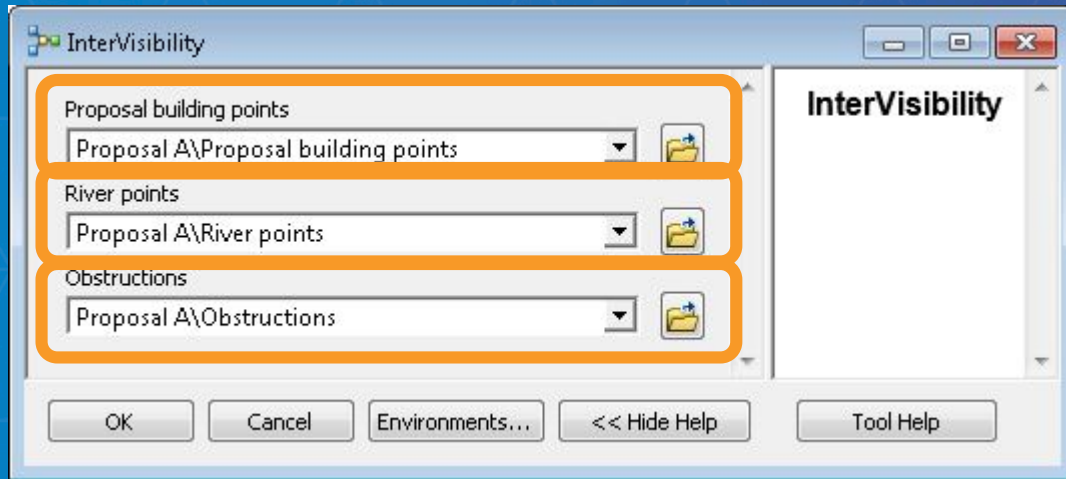 InterVisibility
Proposal building points
Proposal A\Proposal building points
River points
Proposal A\River points
Obstructions
Proposal A\Obstructions
InterVisibility
OK
Cancel
Environments...
<< Hide Help
Tool Help